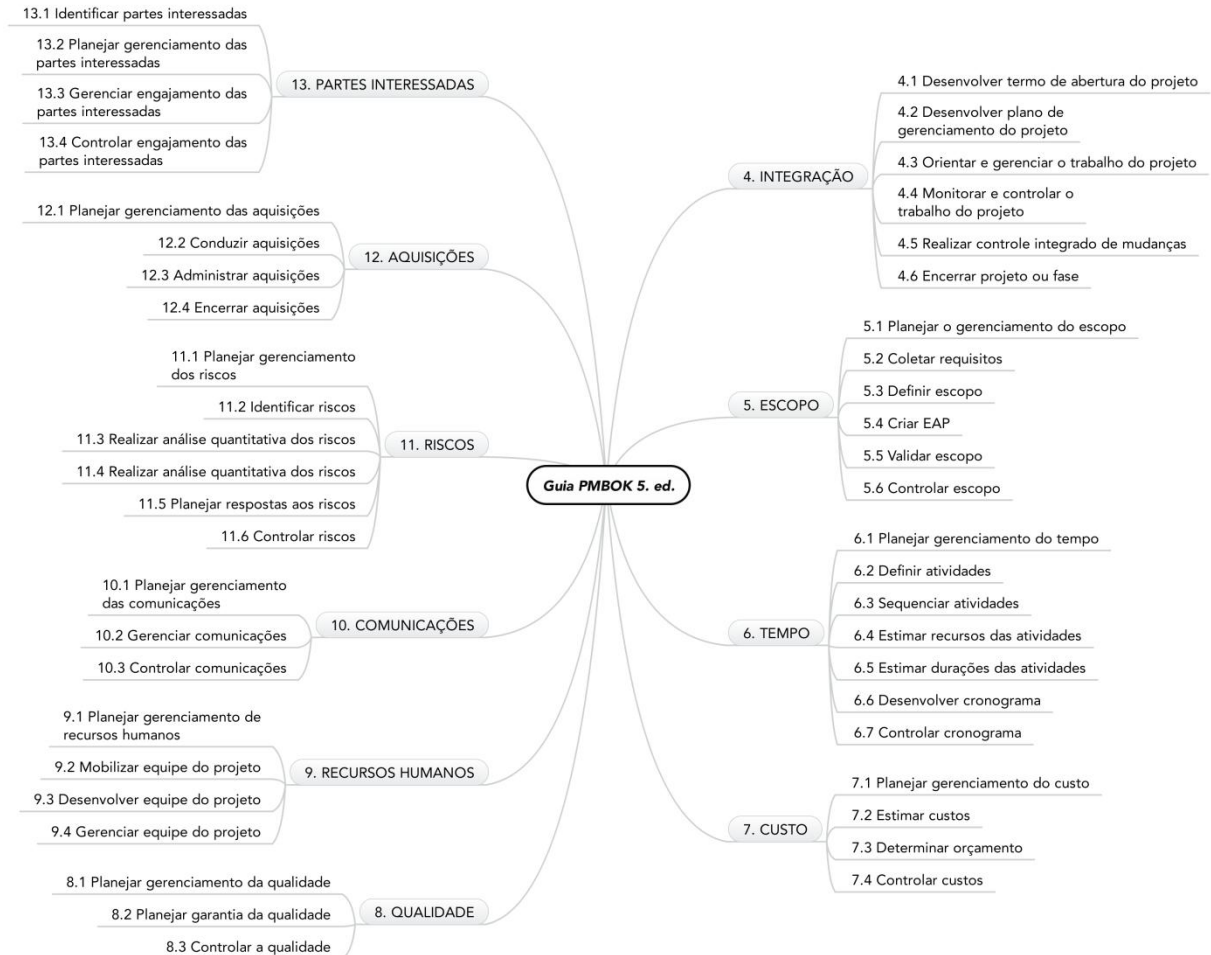 13.1 Identificar partes interessadas
13.2 Planejar gerenciamento das
partes interessadas
13.3 Gerenciar engajamento das
partes interessadas
13.4 Controlar engajamento das
partes interessadas
13. PARTES INTERESSADAS
12.1 Planejar gerenciamento das aquisições
12.2 Conduzir aquisições
12.3 Administrar aquisições
12.4 Encerrar aquisições
12. AQUISIÇÕES
11.1 Planejar gerenciamento
dos riscos
11.2 Identificar riscos
11.3 Realizar análise quantitativa dos riscos
11.4 Realizar análise quantitativa dos riscos
11.5 Planejar respostas aos riscos
11.6 Controlar riscos
11. RISCOS
10.1 Planejar gerenciamento
das comunicações
10.2 Gerenciar comunicações
10.3 Controlar comunicações
10. COMUNICAÇÕES
9.1 Planejar gerenciamento de
recursos humanos
9.2 Mobilizar equipe do projeto
9.3 Desenvolver equipe do projeto
9.4 Gerenciar equipe do projeto
9. RECURSOS HUMANOS
8.1 Planejar gerenciamento da qualidade
8.2 Planejar garantia da qualidade
8.3 Controlar a qualidade
8. QUALIDADE
Guia PMBOK 5. ed.
4. INTEGRAÇÃO
4.1 Desenvolver termo de abertura do projeto
4.2 Desenvolver plano de
gerenciamento do projeto
4.3 Orientar e gerenciar o trabalho do projeto
4.4 Monitorar e controlar o
trabalho do projeto
4.5 Realizar controle integrado de mudanças
4.6 Encerrar projeto ou fase
5. ESCOPO
5.1 Planejar o gerenciamento do escopo
5.2 Coletar requisitos
5.3 Definir escopo
5.4 Criar EAP
5.5 Validar escopo
5.6 Controlar escopo
6. TEMPO
6.1 Planejar gerenciamento do tempo
6.2 Definir atividades
6.3 Sequenciar atividades
6.4 Estimar recursos das atividades
6.5 Estimar durações das atividades
6.6 Desenvolver cronograma
6.7 Controlar cronograma
7. CUSTO
7.1 Planejar gerenciamento do custo
7.2 Estimar custos
7.3 Determinar orçamento
7.4 Controlar custos